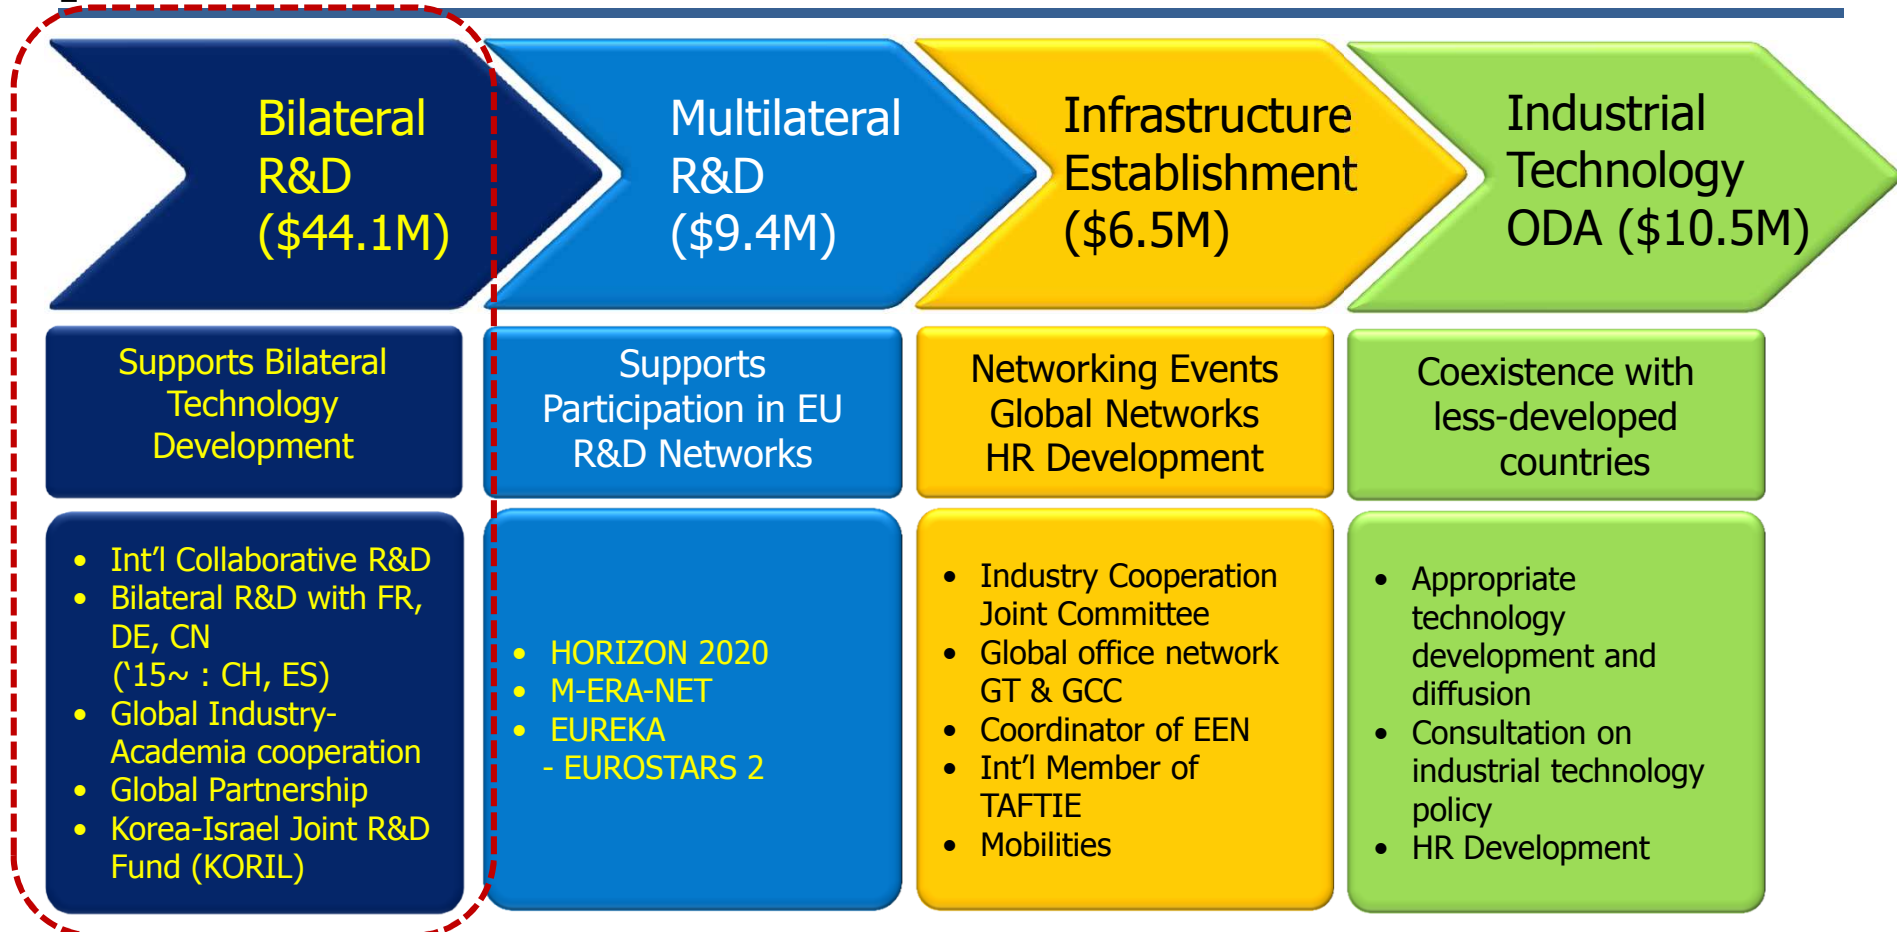 Bilateral
R&D
($44.1M)
Supports Bilateral
Technology
Development
• Int’l Collaborative R&D
• Bilateral R&D with FR,
DE, CN
(‘15~ : CH, ES)
• Global Industry-
Academia cooperation
• Global Partnership
• Korea-Israel Joint R&D
Fund (KORIL)
Multilateral
R&D
($9.4M)
Supports
Participation in EU
R&D Networks
• HORIZON 2020
• M-ERA-NET
• EUREKA
- EUROSTARS 2
Infrastructure
Establishment
($6.5M)
Networking Events
Global Networks
HR Development
• Industry Cooperation
Joint Committee
• Global office network
GT & GCC
• Coordinator of EEN
• Int’l Member of
TAFTIE
• Mobilities
Industrial
Technology
ODA ($10.5M)
Coexistence with
less-developed
countries
• Appropriate
technology
development and
diffusion
• Consultation on
industrial technology
policy
• HR Development